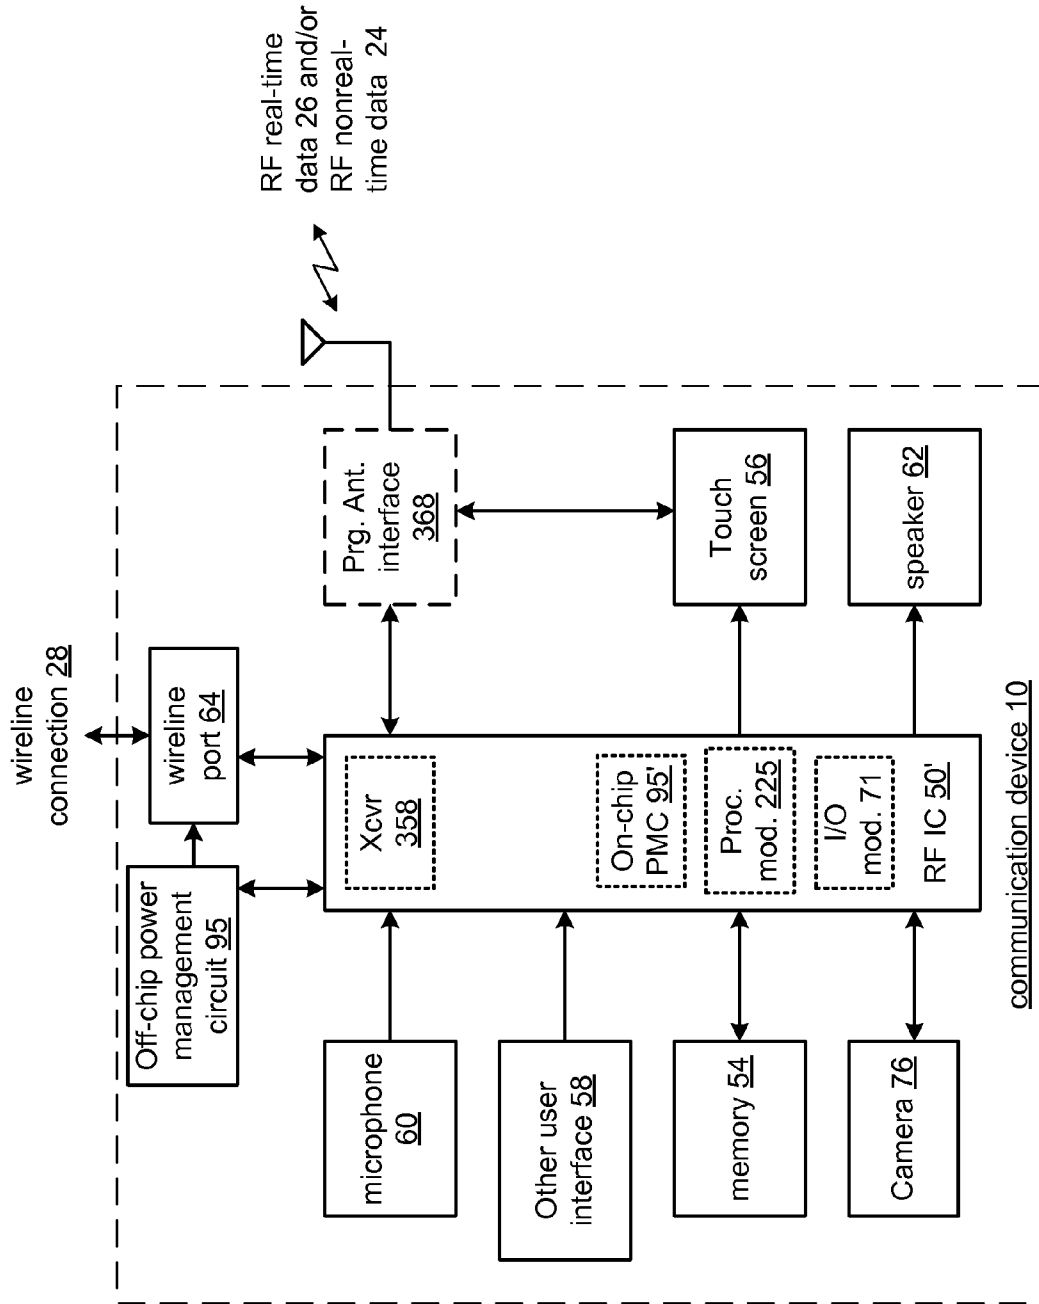 wireline
connection 28
RF real-time
data 26 and/or
RF nonreal-
time data 24
Off-chip power
management
circuit 95
wireline
port 64
microphone
60
Other user
interface 58
memory 54
Camera 76
Xcvr
358
On-chip
PMC 95'
Proc.
mod. 225
I/O
mod. 71
RF IC 50'
Prg. Ant.
interface
368
Touch
screen 56
speaker 62
communication device 10